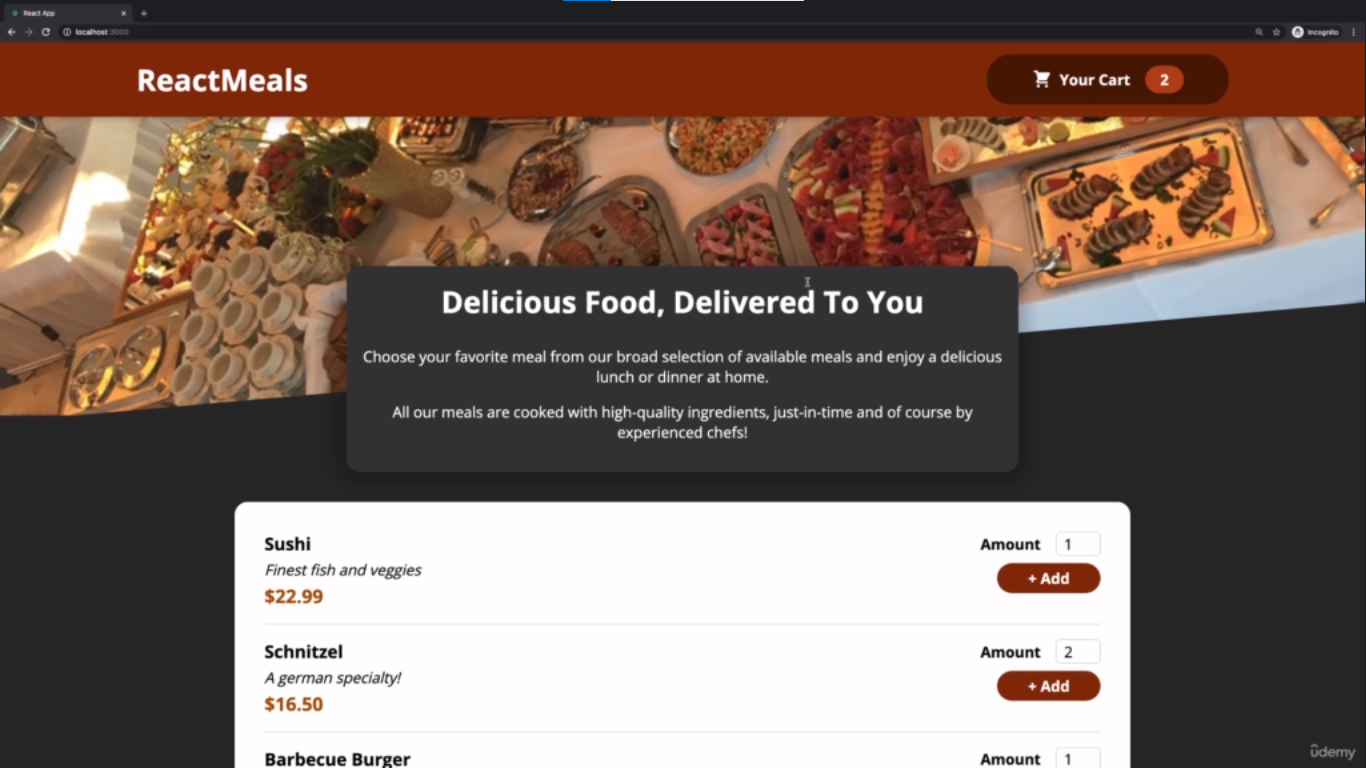 React App
localhost:3000
Incognito
ReactMeals
Your Cart 2
Delicious Food, Delivered To You
Choose your favorite meal from our broad selection of available meals and enjoy a delicious
lunch or dinner at home.
All our meals are cooked with high-quality ingredients, just-in-time and of course by
experienced chefs!
Sushi
Amount 1
Finest fish and veggies
+ Add
$22.99
Schnitzel
Amount 2
A german specialty!
+ Add
$16.50
Barbecue Burger
Amount 1
ûdemy